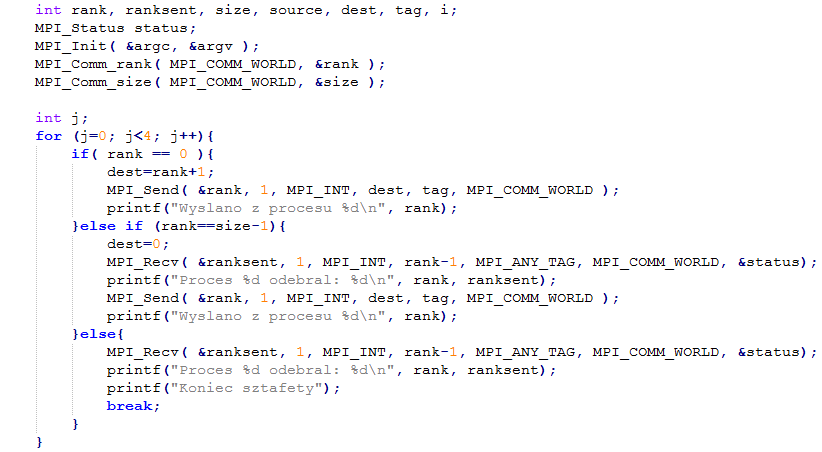 int rank, ranksent, size, source, dest, tag, i;
MPI_Status status;
MPI_Init( &argc, &argv );
MPI_Comm_rank( MPI_COMM_WORLD, &rank );
MPI_Comm_size( MPI_COMM_WORLD, &size );

int j;
for (j=0; j<4; j++){
    if( rank == 0 ){
        dest=rank+1;
        MPI_Send( &rank, 1, MPI_INT, dest, tag, MPI_COMM_WORLD );
        printf("Wyslano z procesu %d\n", rank);
    }else if (rank==size-1){
        dest=0;
        MPI_Recv( &ranksent, 1, MPI_INT, rank-1, MPI_ANY_TAG, MPI_COMM_WORLD, &status);
        printf("Proces %d odebral: %d\n", rank, ranksent);
        MPI_Send( &rank, 1, MPI_INT, dest, tag, MPI_COMM_WORLD );
        printf("Wyslano z procesu %d\n", rank);
    }else{
        MPI_Recv( &ranksent, 1, MPI_INT, rank-1, MPI_ANY_TAG, MPI_COMM_WORLD, &status);
        printf("Proces %d odebral: %d\n", rank, ranksent);
        printf("Koniec sztafety");
        break;
    }
}